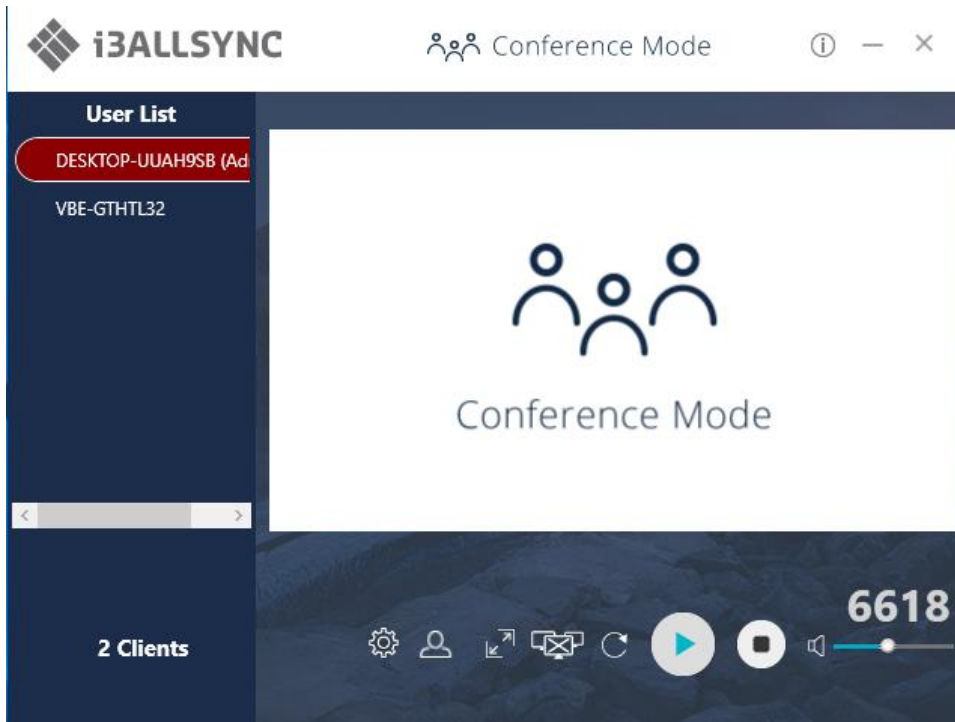 i3ALLSYNC
Conference Mode
User List
DESKTOP-UUAH9SB (Ad
VBE-GTHTL32
Conference Mode
2 Clients
6618